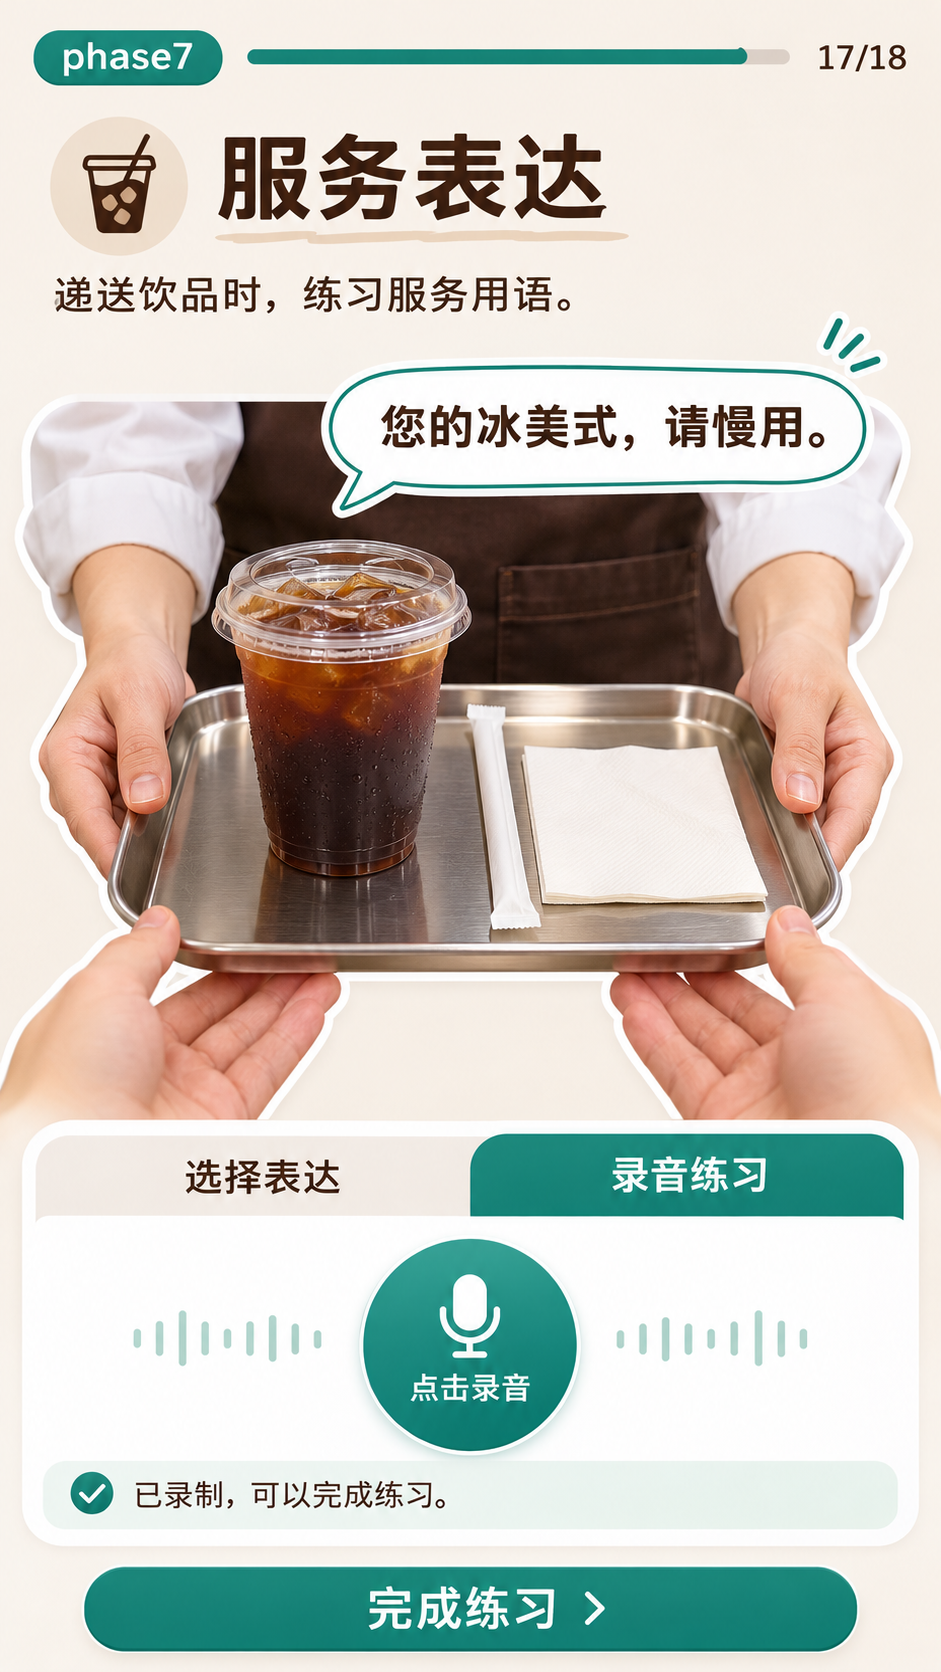 phase7
17/18
服务表达
递送饮品时，练习服务用语。
您的冰美式，请慢用。
选择表达
录音练习
点击录音
已录制，可以完成练习。
完成练习